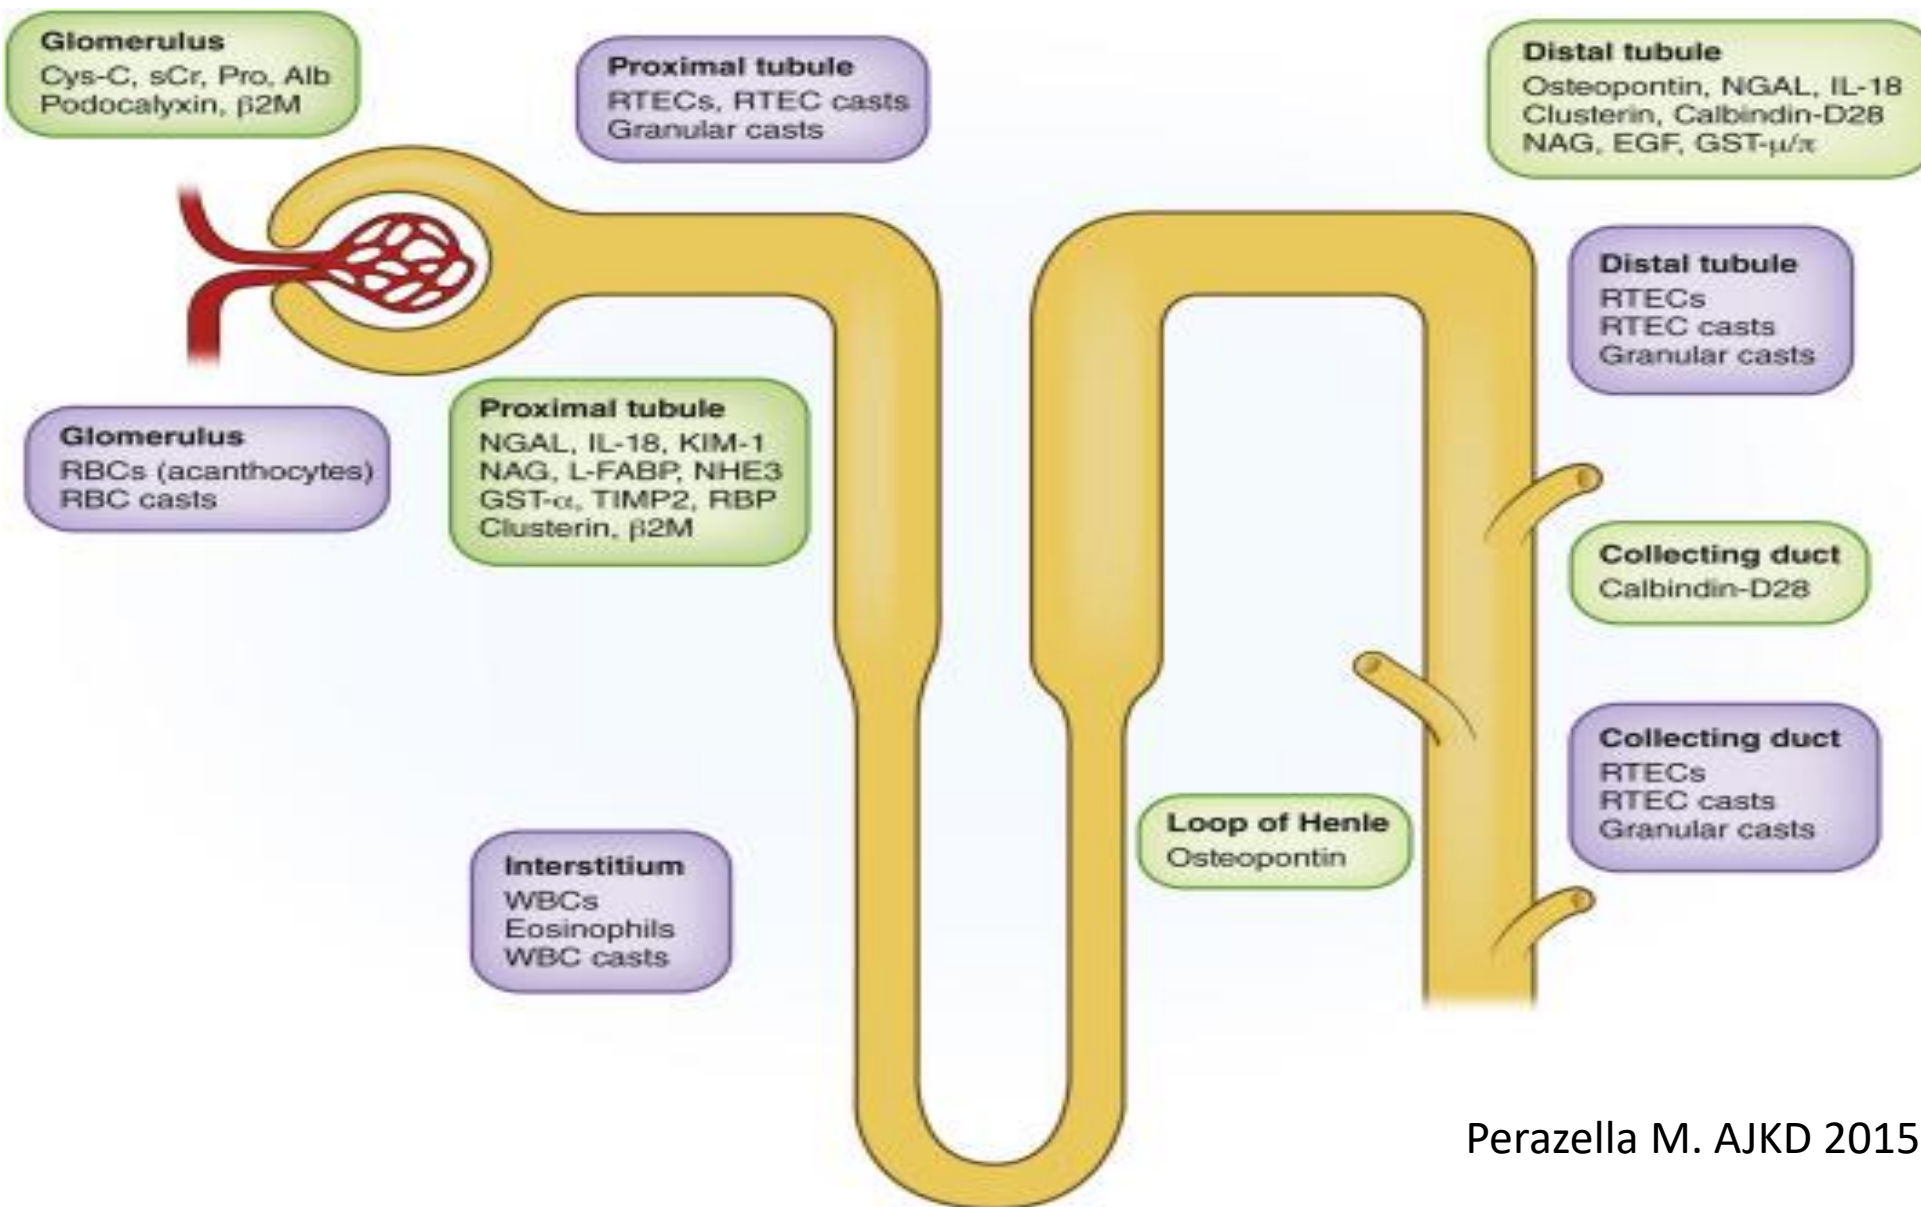 Glomerulus
Cys-C, sCr, Pro, Alb
Podocalyxin, β2M
Proximal tubule
RTECs, RTEC casts
Granular casts
Distal tubule
Osteopontin, NGAL, IL-18
Clusterin, Calbindin-D28
NAG, EGF, GST-μ/π
Distal tubule
RTECs
RTEC casts
Granular casts
Glomerulus
RBCs (acanthocytes)
RBC casts
Proximal tubule
NGAL, IL-18, KIM-1
NAG, L-FABP, NHE3
GST-α, TIMP2, RBP
Clusterin, β2M
Collecting duct
Calbindin-D28
Collecting duct
RTECs
RTEC casts
Granular casts
Loop of Henle
Osteopontin
Interstitium
WBCs
Eosinophils
WBC casts
Perazella M. AJKD 2015